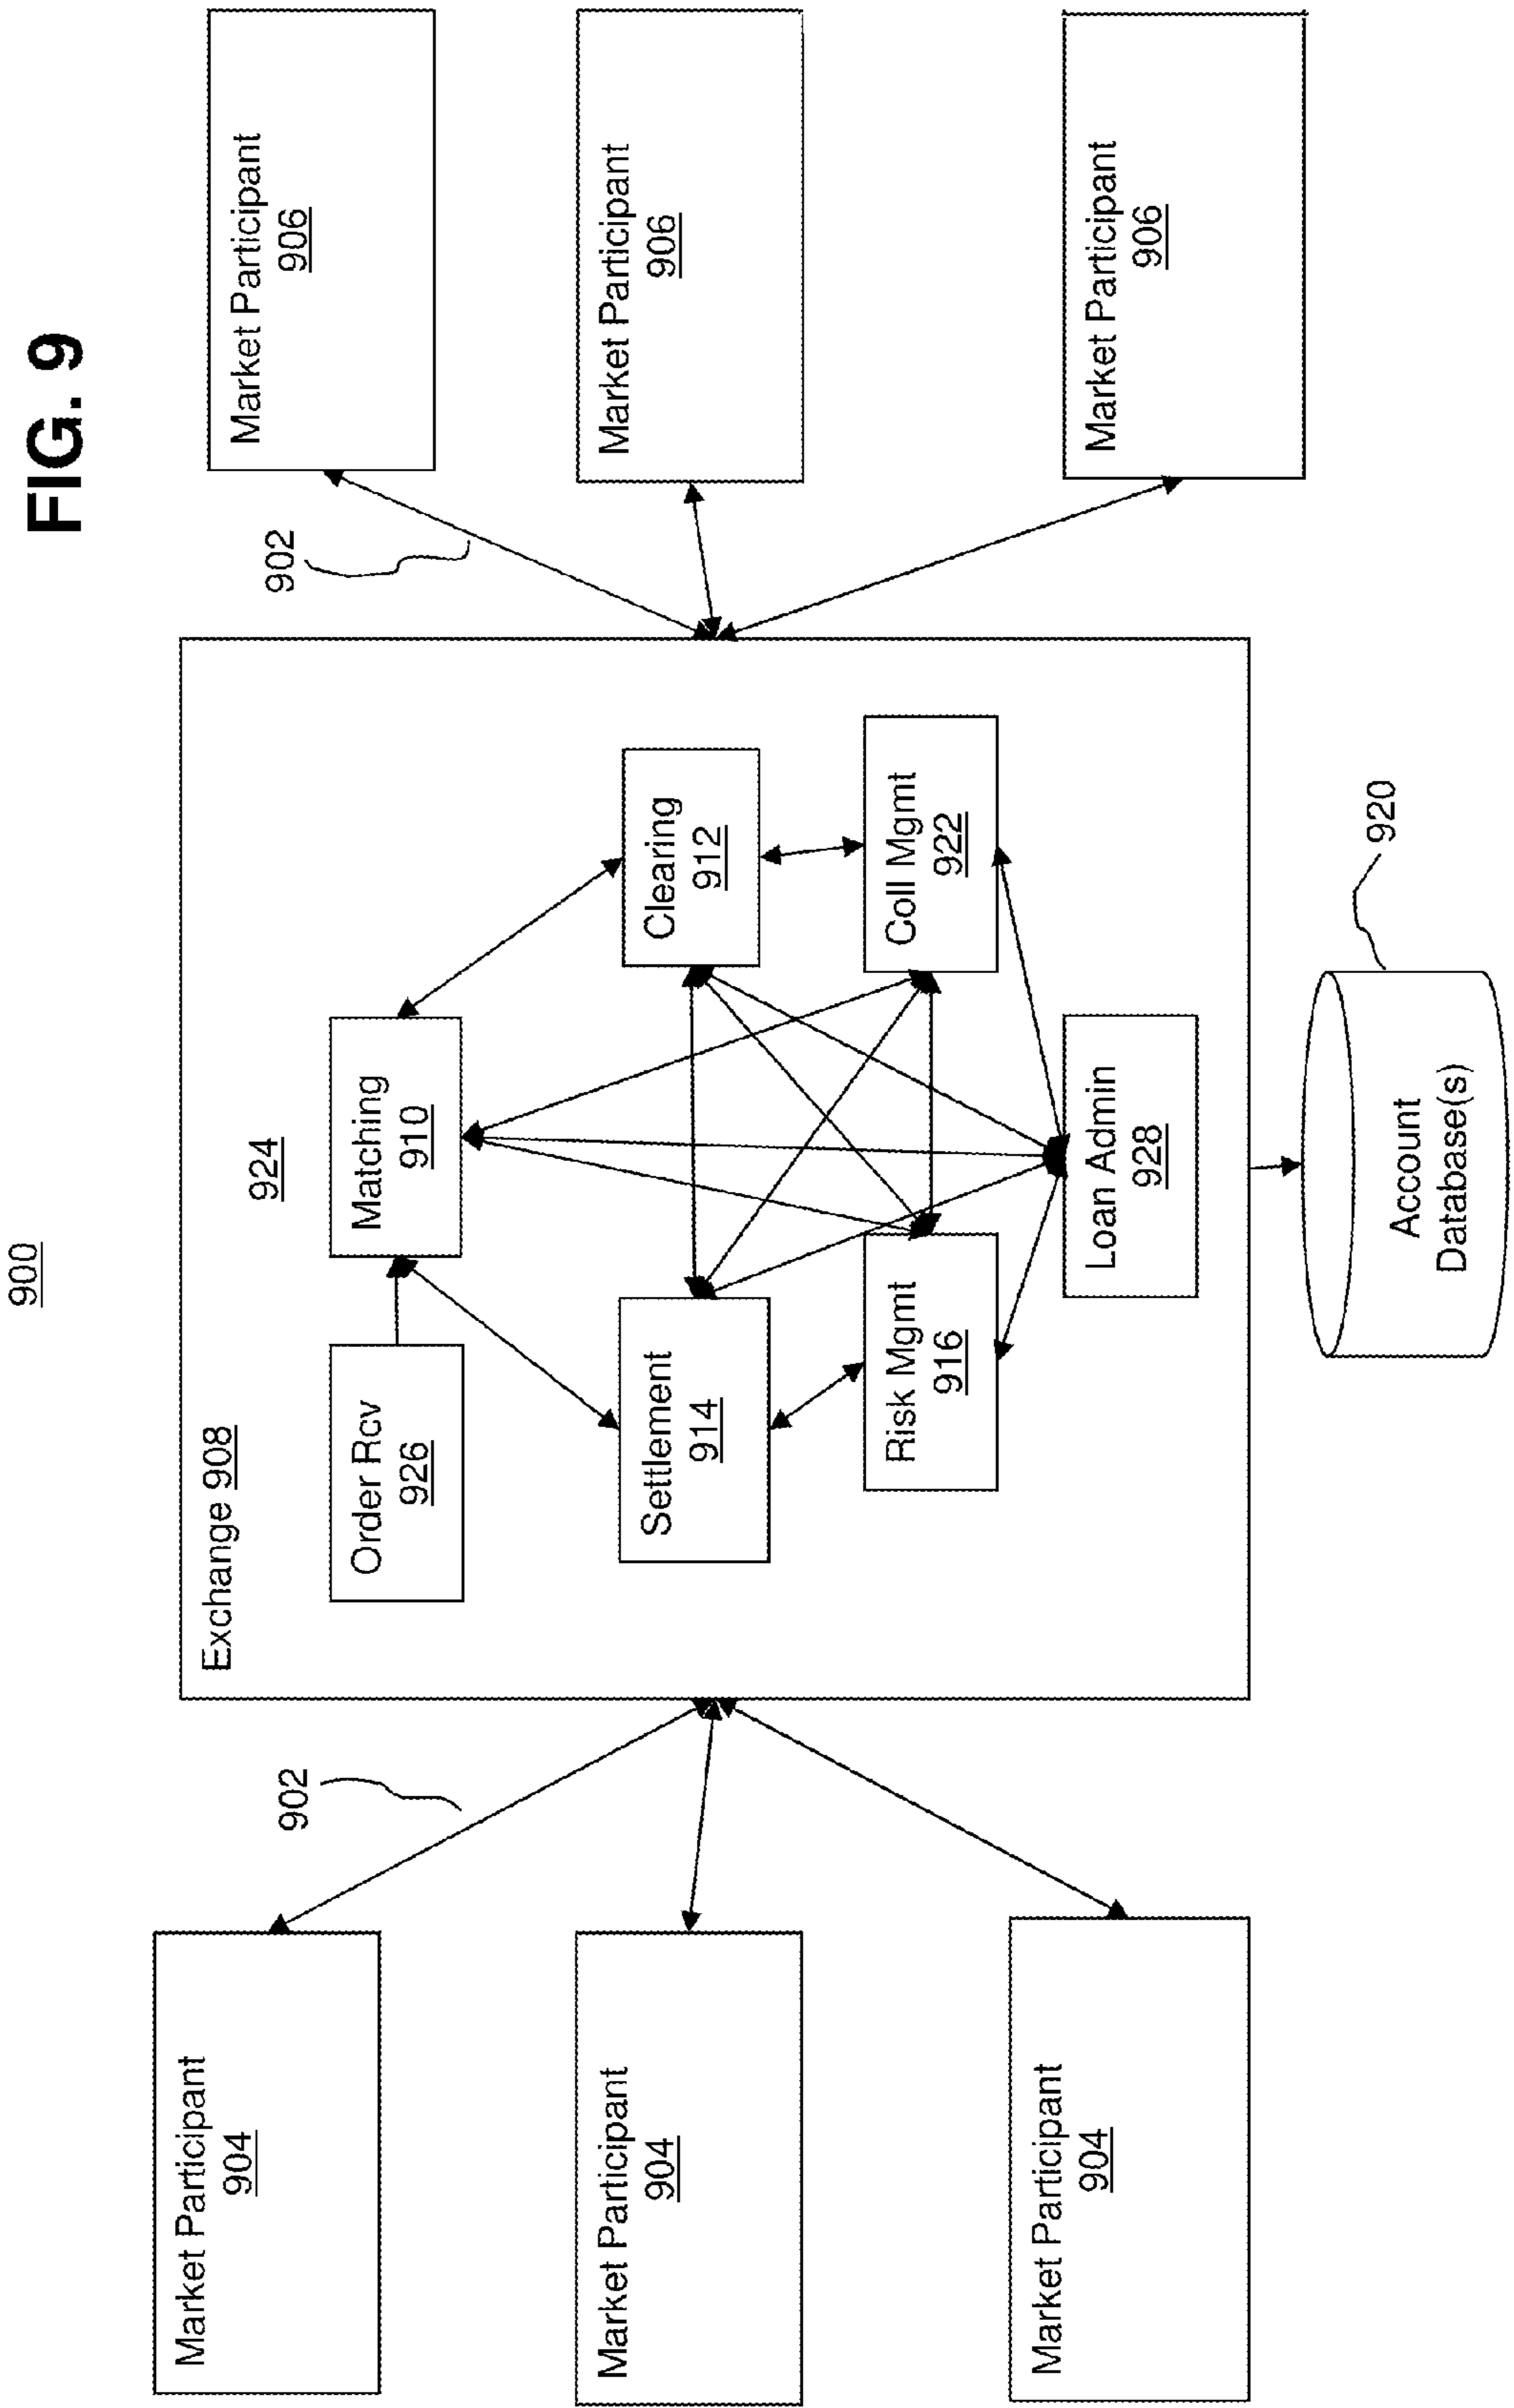 900
FIG. 9
Market Participant
904
Market Participant
904
Market Participant
904
902
Exchange 908
924
Order Rcv
926
Matching
910
Settlement
914
Clearing
912
Risk Mgmt
916
Coll Mgmt
922
Loan Admin
928
902
Market Participant
906
Market Participant
906
Market Participant
906
Account
Database(s)
920